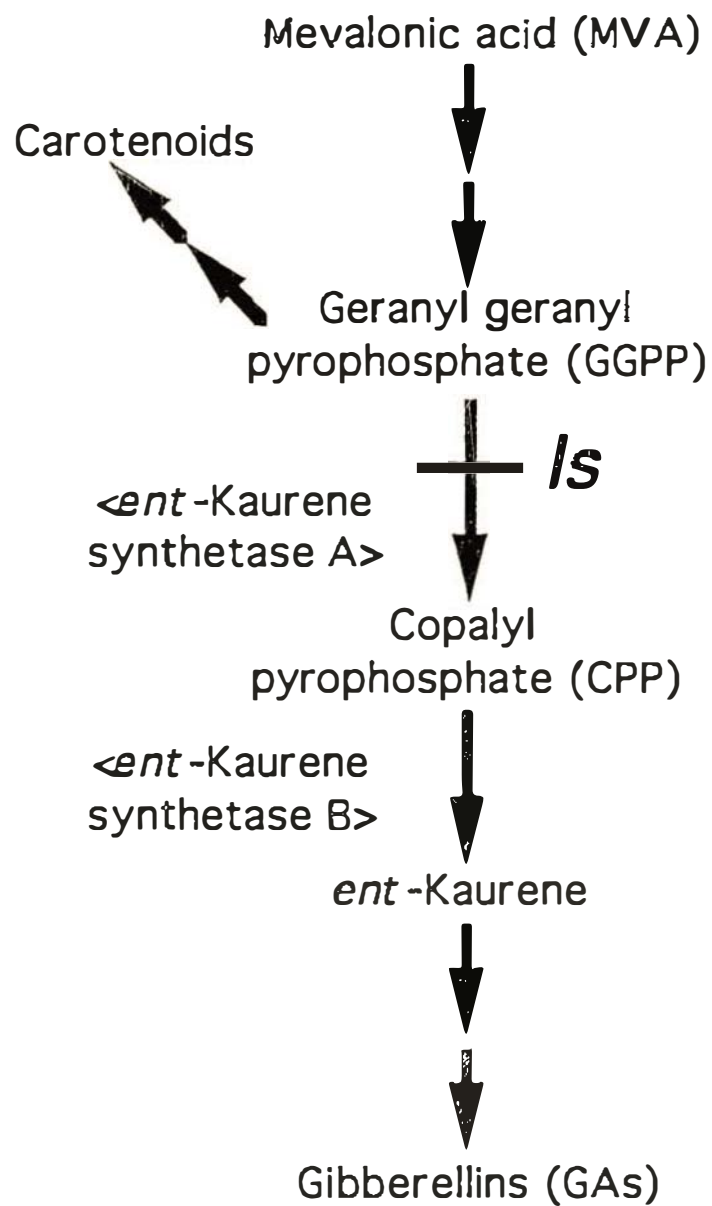 Mevalonic acid (MVA)
Carotenoids
Geranyl geranyl
pyrophosphate (GGPP)
ls
<ent-Kaurene
synthetase A>
Copalyl
pyrophosphate (CPP)
<ent-Kaurene
synthetase B>
ent-Kaurene
Gibberellins (GAs)